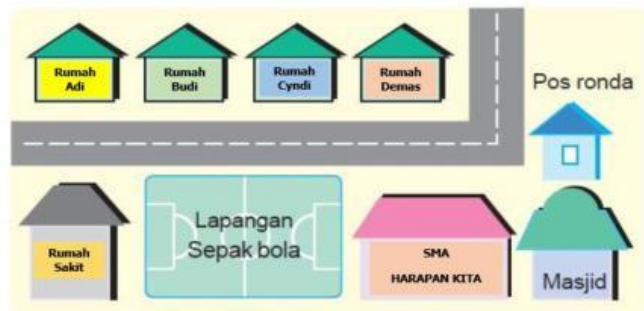 Rumah
Adi
Rumah
Budi
Rumah
Cyndi
Rumah
Demas
Pos ronda
Rumah
Sakit
Lapangan
Sepak bola
SMA
HARAPAN KITA
Masjid